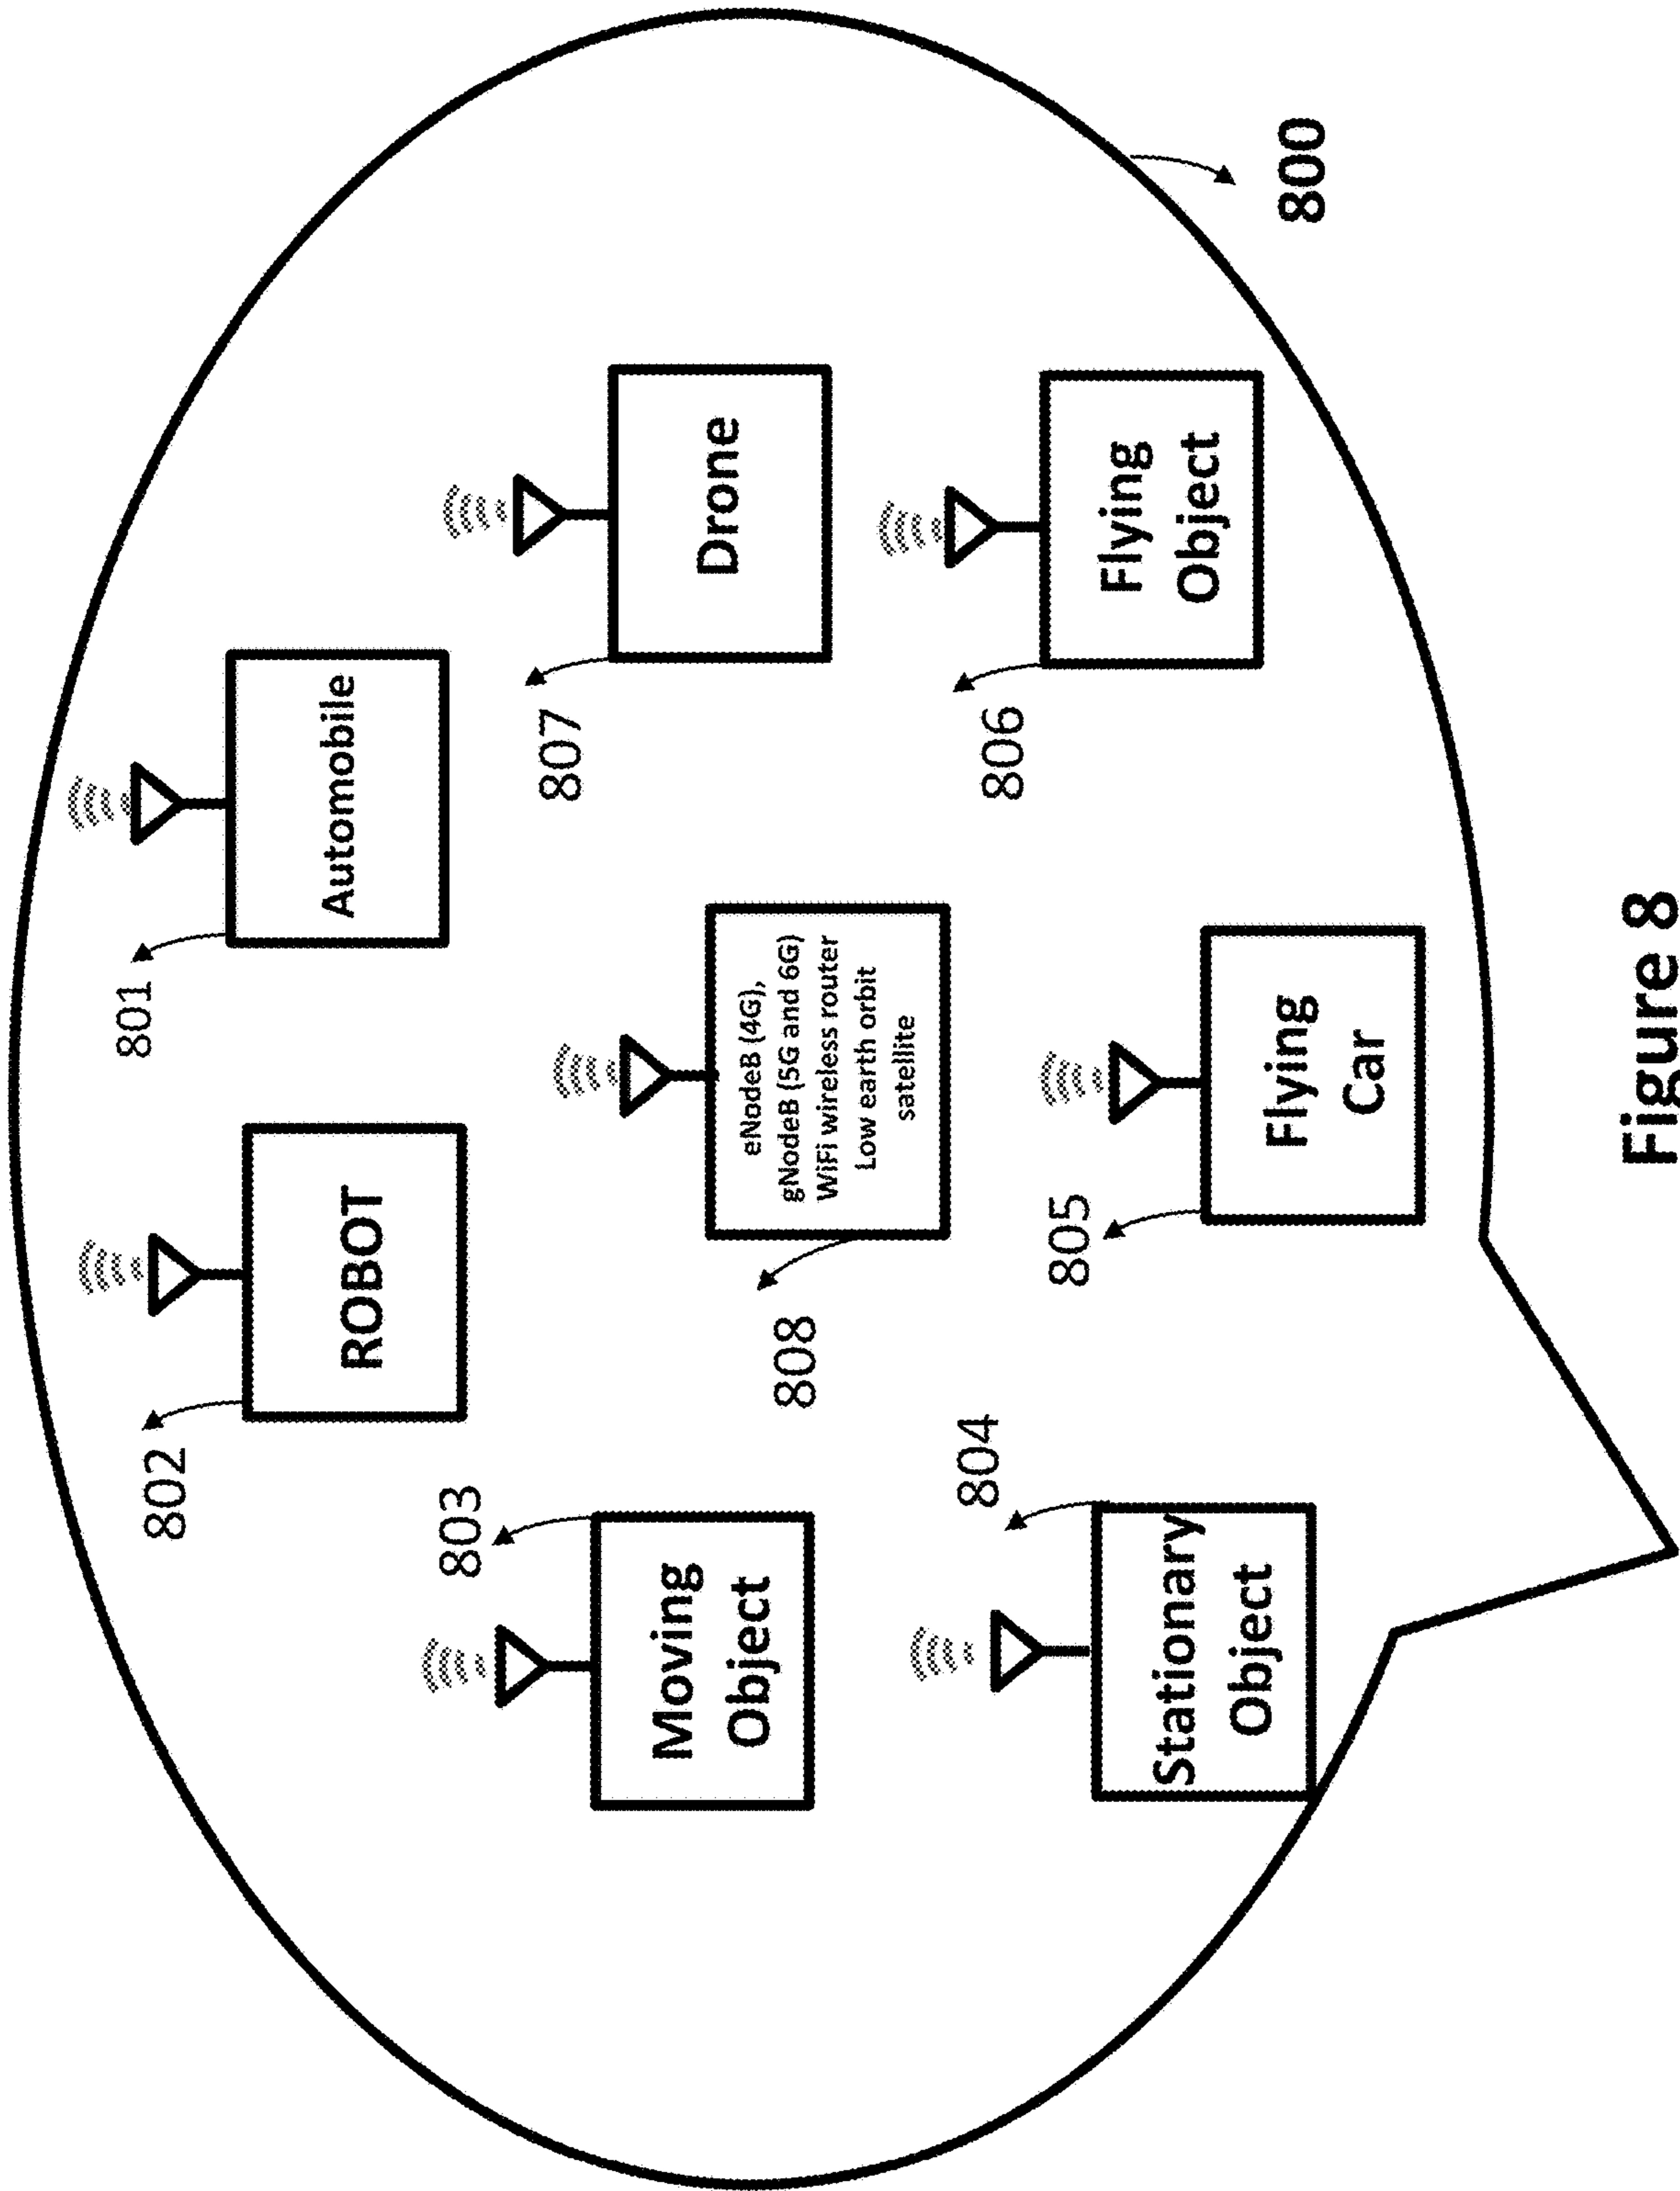 801
Automobile
802
ROBOT
807
Drone
803
Moving
Object
808
eNodeB (4G),
gNodeB (5G and 6G)
WiFi wireless router
Low earth orbit
satellite
806
Flying
Object
804
Stationary
Object
805
Flying
Car
800
Figure 8